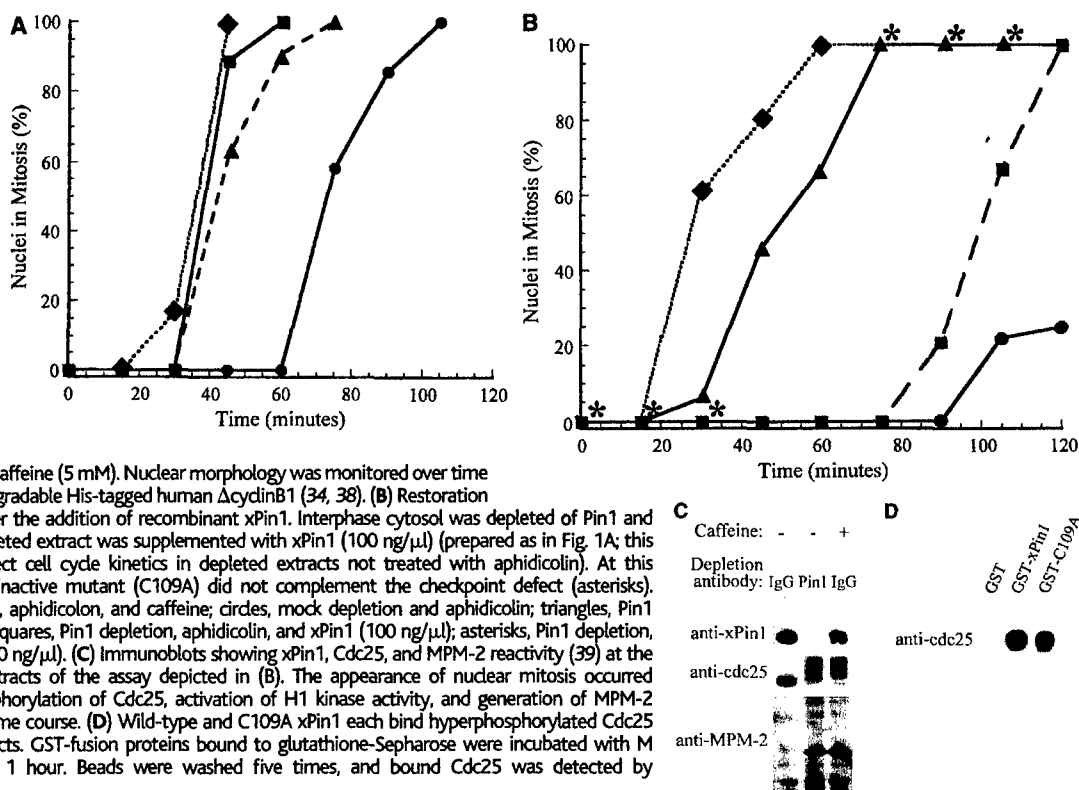 A
B
Nuclei in Mitosis (%)
100
80
60
40
20
0
0 20 40 60 80 100 120
Time (minutes)
Nuclei in Mitosis (%)
100
80
60
40
20
0
* * *
* * *
0 20 40 60 80 100 120
Time (minutes)
affeine (5 mM). Nuclear morphology was monitored over time
gradable His-tagged human ΔcyclinB1 (34, 38). (B) Restoration
er the addition of recombinant xPin1. Interphase cytosol was depleted of Pin1 and
eted extract was supplemented with xPin1 (100 ng/μl) (prepared as in Fig. 1A; this
ect cell cycle kinetics in depleted extracts not treated with aphidicolin). At this
inactive mutant (C109A) did not complement the checkpoint defect (asterisks).
, aphidicolon, and caffeine; circles, mock depletion and aphidicolin; triangles, Pin1
quares, Pin1 depletion, aphidicolin, and xPin1 (100 ng/μl); asterisks, Pin1 depletion,
0 ng/μl). (C) Immunoblots showing xPin1, Cdc25, and MPM-2 reactivity (39) at the
tracts of the assay depicted in (B). The appearance of nuclear mitosis occurred
phorylation of Cdc25, activation of H1 kinase activity, and generation of MPM-2
me course. (D) Wild-type and C109A xPin1 each bind hyperphosphorylated Cdc25
cts. GST-fusion proteins bound to glutathione-Sepharose were incubated with M
1 hour. Beads were washed five times, and bound Cdc25 was detected by
C
Caffeine: - - +
Depletion
antibody: IgG Pin1 IgG
anti-xPin1
anti-cdc25
anti-MPM-2
D
GST
GST-xPin1
GST-C109A
anti-cdc25